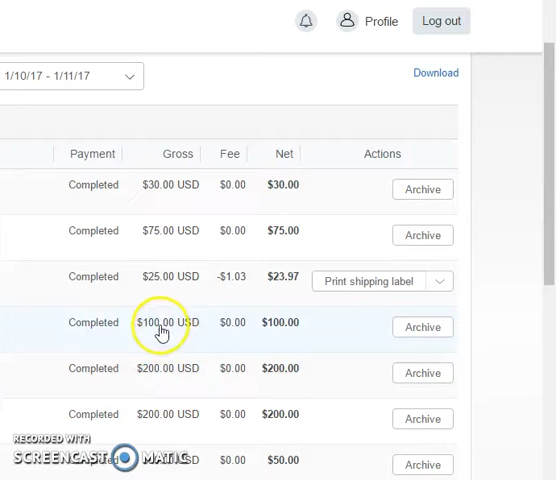 Profile
Log out
1/10/17 - 1/11/17
Download
Payment Gross Fee Net Actions
Completed $30.00 USD $0.00 $30.00 Archive
Completed $75.00 USD $0.00 $75.00 Archive
Completed $25.00 USD -$1.03 $23.97 Print shipping label
Completed $100.00 USD $0.00 $100.00 Archive
Completed $200.00 USD $0.00 $200.00 Archive
Completed $200.00 USD $0.00 $200.00 Archive
RECORDED WITH
SCREENCAST MATIC
Completed USD $0.00 $50.00 Archive